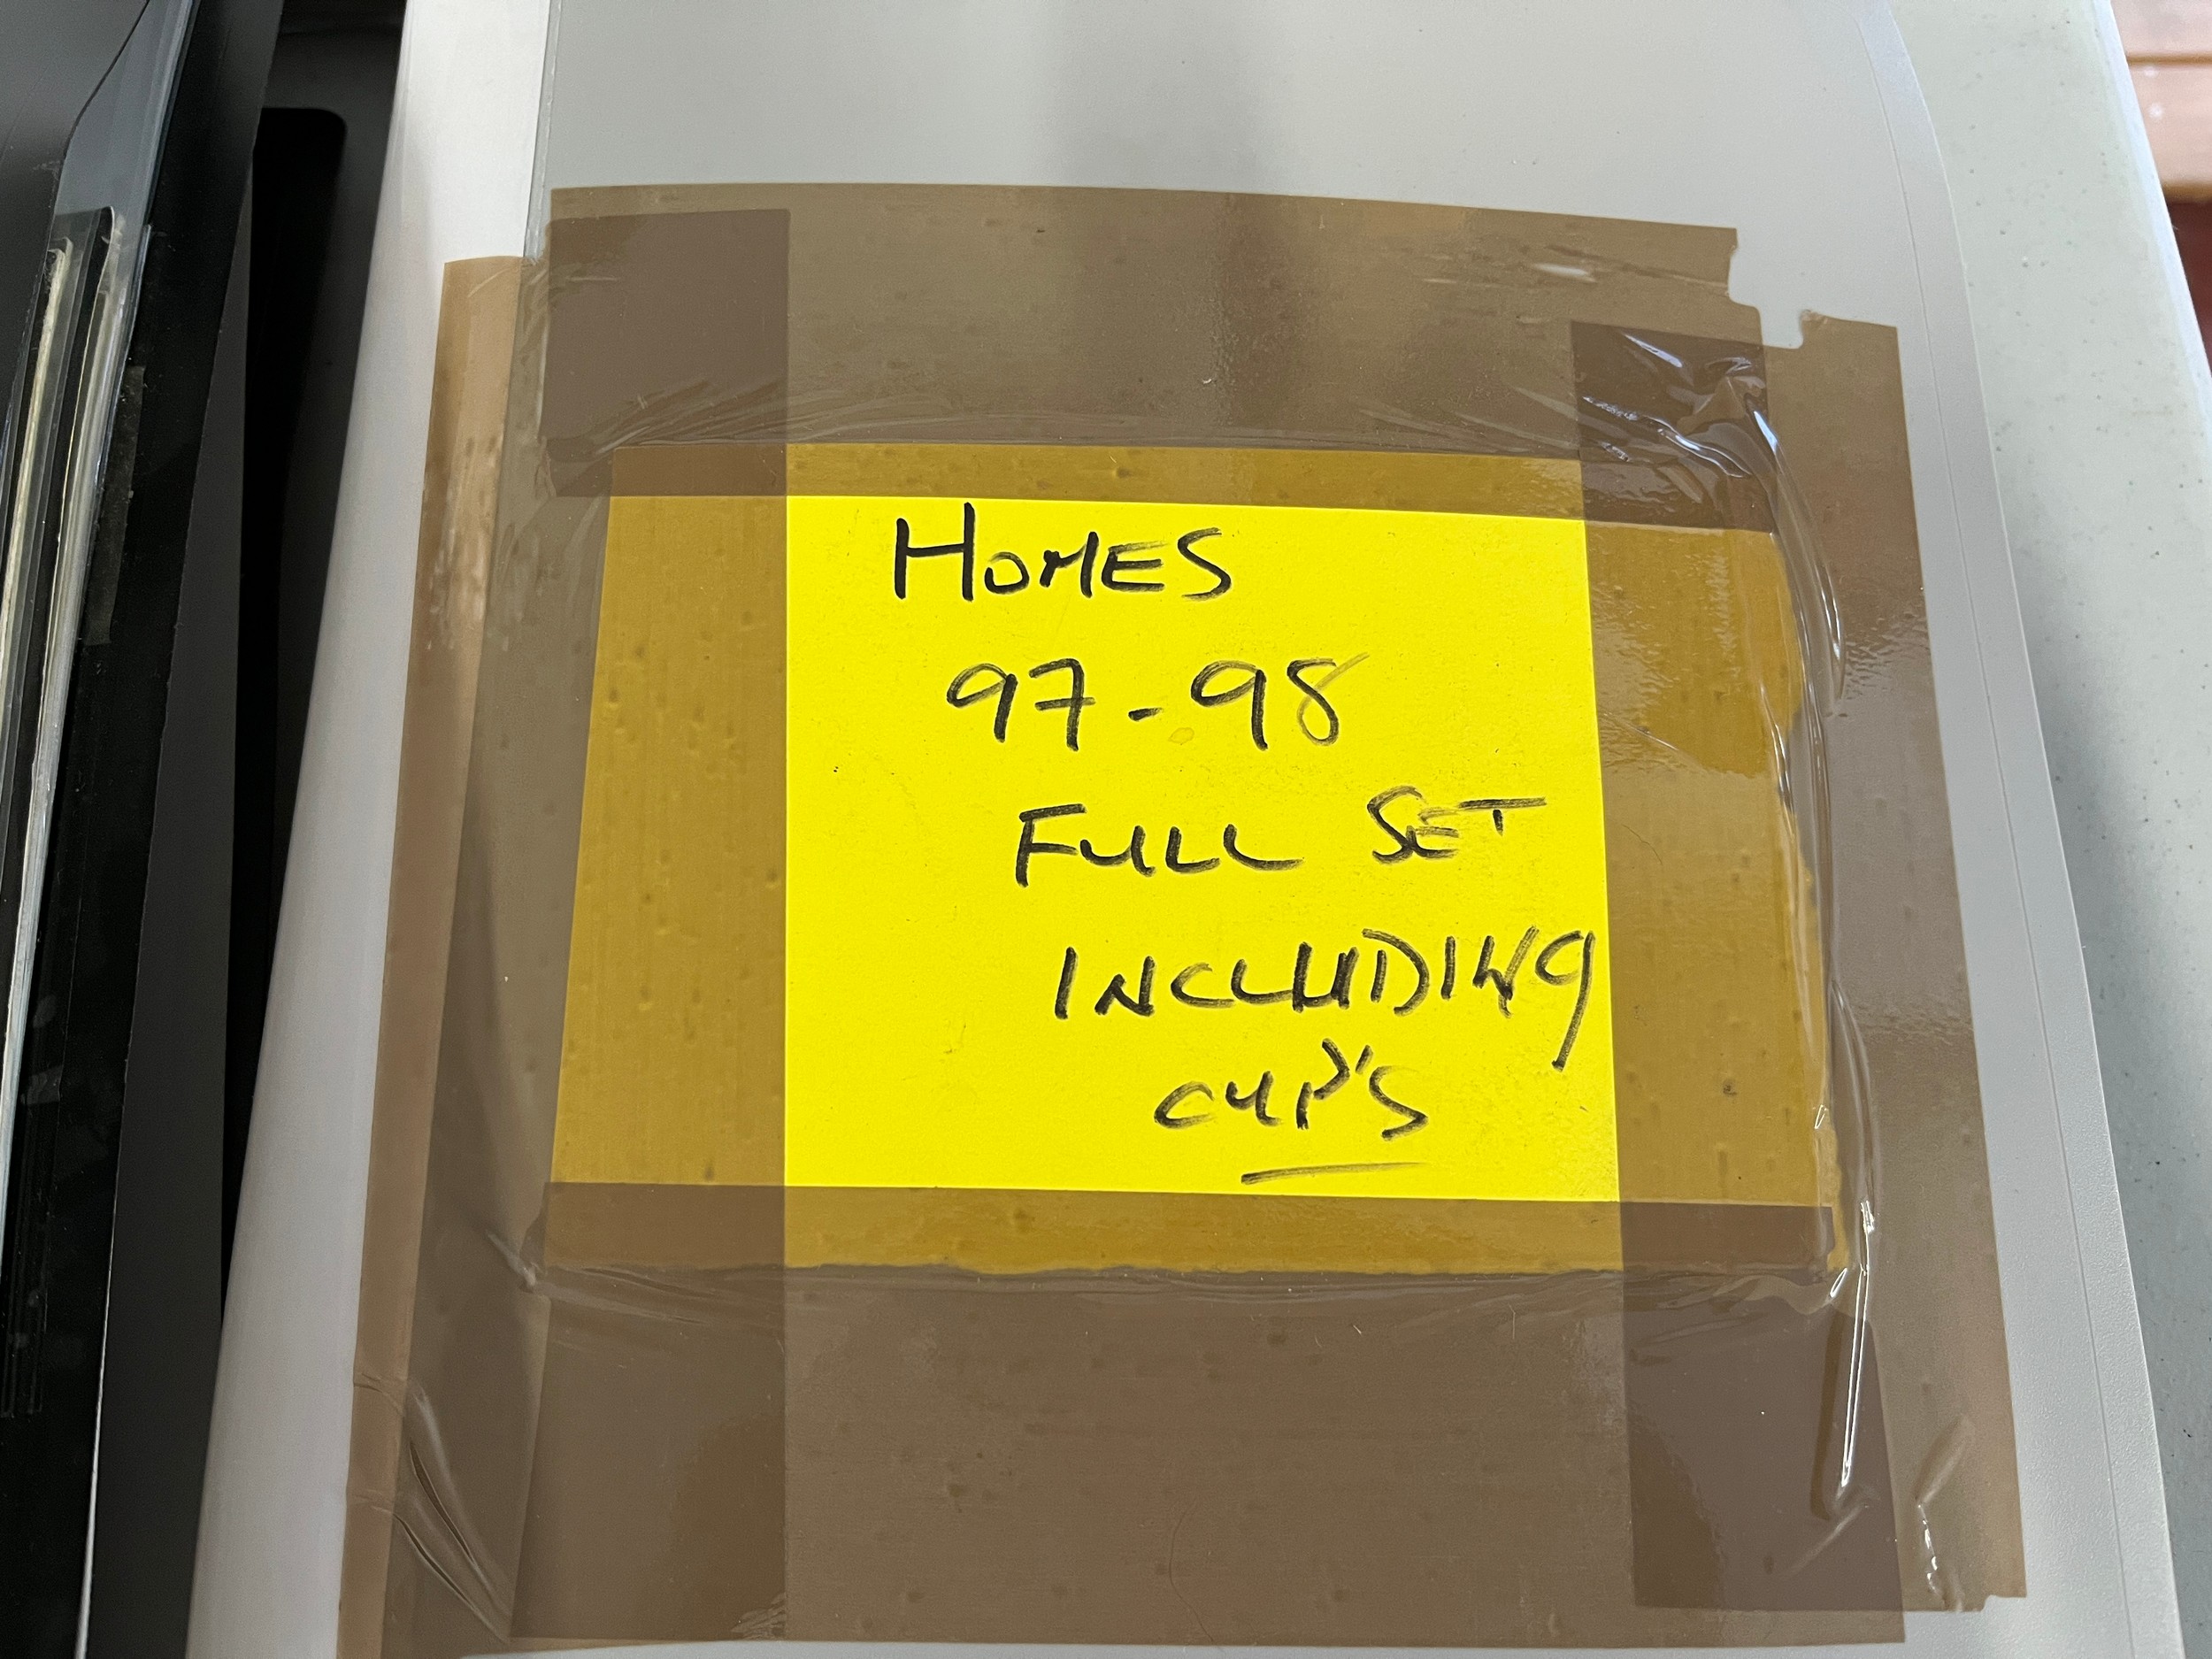 HOMES
97-98
FULL SET
INCLUDING
CUP'S